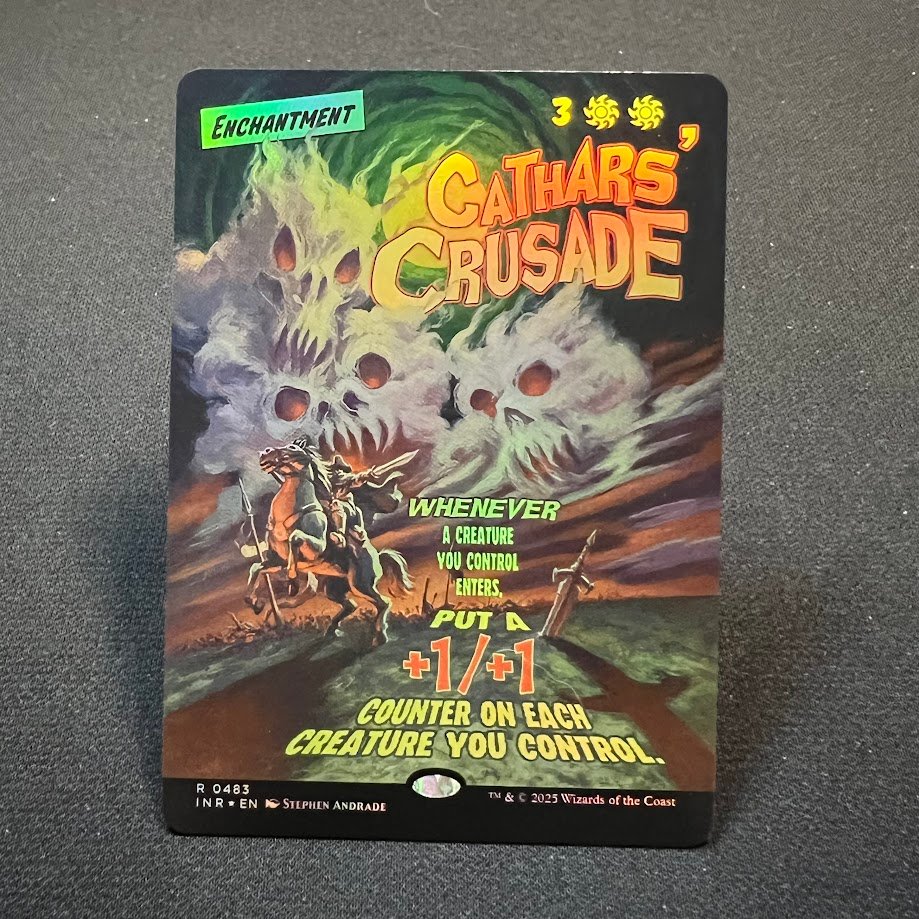 ENCHANTMENT
3
CATHARS'
CRUSADE
WHENEVER
A CREATURE
YOU CONTROL
ENTERS,
PUT A
+1/+1
COUNTER ON EACH
CREATURE YOU CONTROL.
R 0483
INR★EN STEPHEN ANDRADE
™ & © 2025 Wizards of the Coast